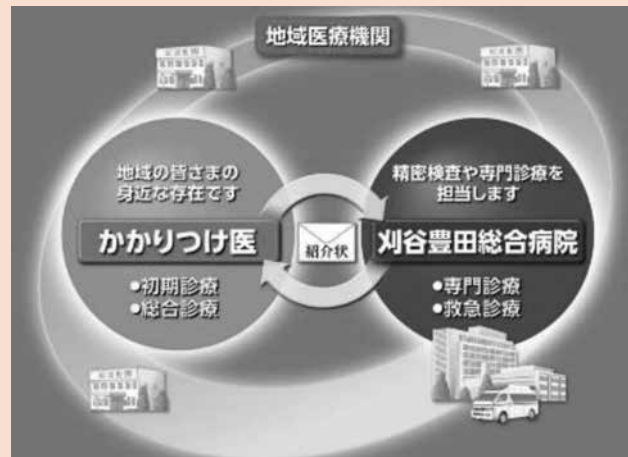 地域医療機関
地域の皆さまの
身近な存在です
かかりつけ医
●初期診療
●総合診療
紹介状
精密検査や専門診療を
担当します
刈谷豊田総合病院
●専門診療
●救急診療